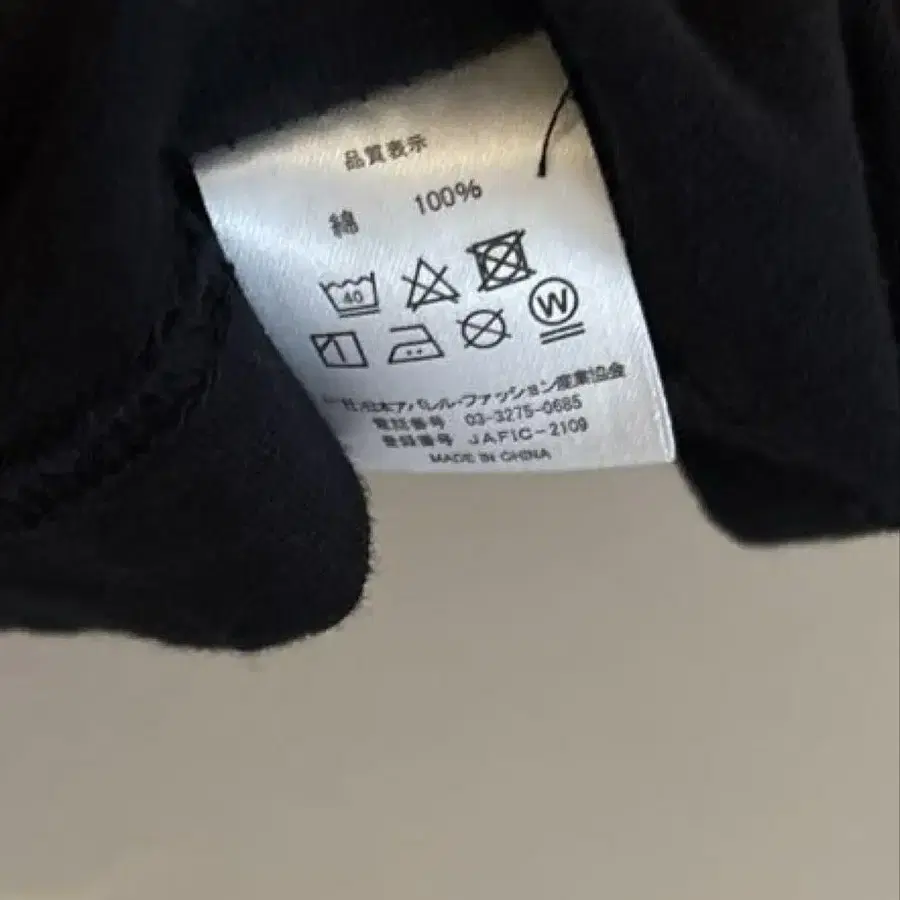 品質表示
綿 100%
40
W
日本アパレル・ファッション産業協会
電話番号 03-3275-0685
登録番号 JAFIC-2109
MADE IN CHINA